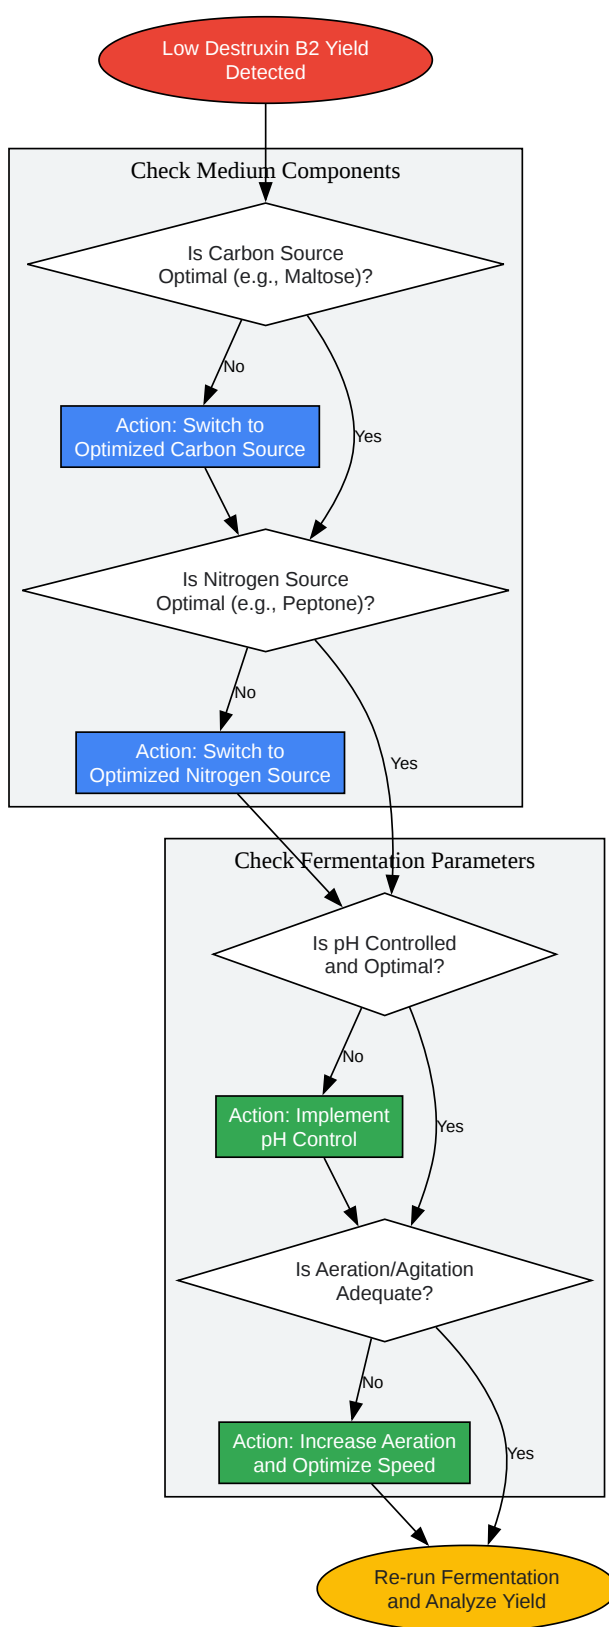 Low Destruxin B2 Yield
Detected
Check Medium Components
Is Carbon Source
Optimal (e.g., Maltose)?
No
Yes
Action: Switch to
Optimized Carbon Source
Is Nitrogen Source
Optimal (e.g., Peptone)?
No
Yes
Action: Switch to
Optimized Nitrogen Source
Check Fermentation Parameters
Is pH Controlled
and Optimal?
No
Yes
Action: Implement
pH Control
Is Aeration/Agitation
Adequate?
No
Yes
Action: Increase Aeration
and Optimize Speed
Re-run Fermentation
and Analyze Yield